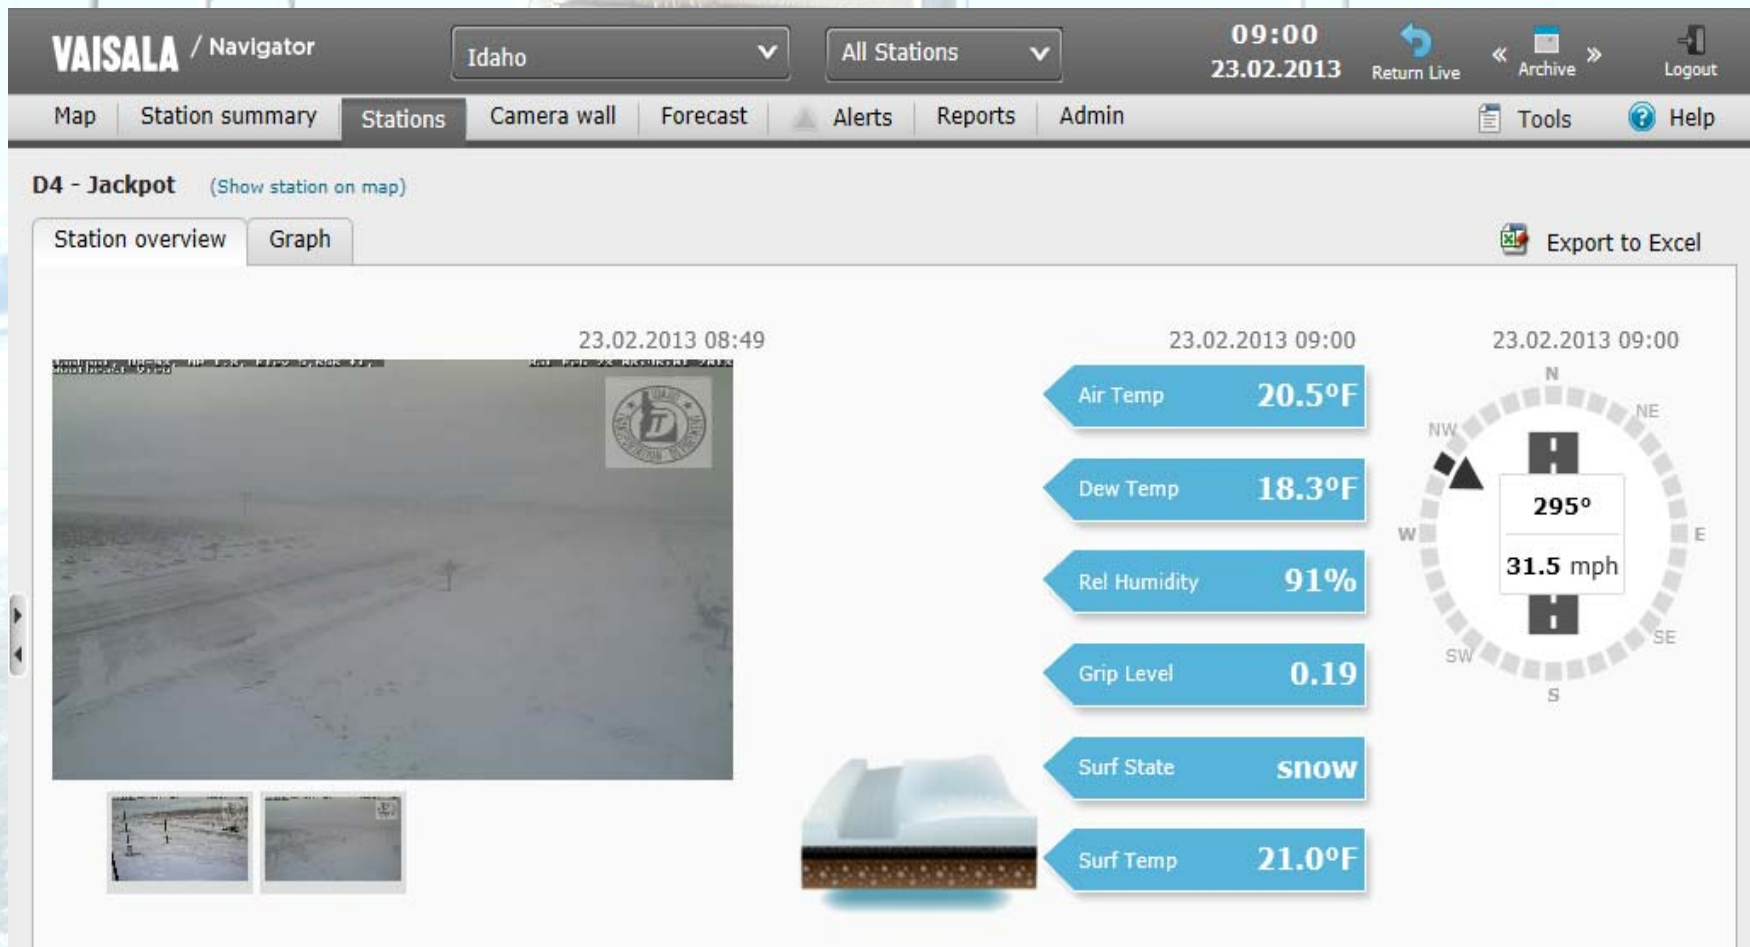 VAISALA / Navigator
Idaho
All Stations
09:00
23.02.2013
Return Live
« Archive »
Logout
Map
Station summary
Stations
Camera wall
Forecast
Alerts
Reports
Admin
Tools
Help
D4 - Jackpot (Show station on map)
Station overview
Graph
Export to Excel
23.02.2013 08:49
23.02.2013 09:00
23.02.2013 09:00
Air Temp 20.5ºF
Dew Temp 18.3ºF
Rel Humidity 91%
Grip Level 0.19
Surf State snow
Surf Temp 21.0ºF
N
NE
NW
295º
W
E
31.5 mph
SE
SW
S